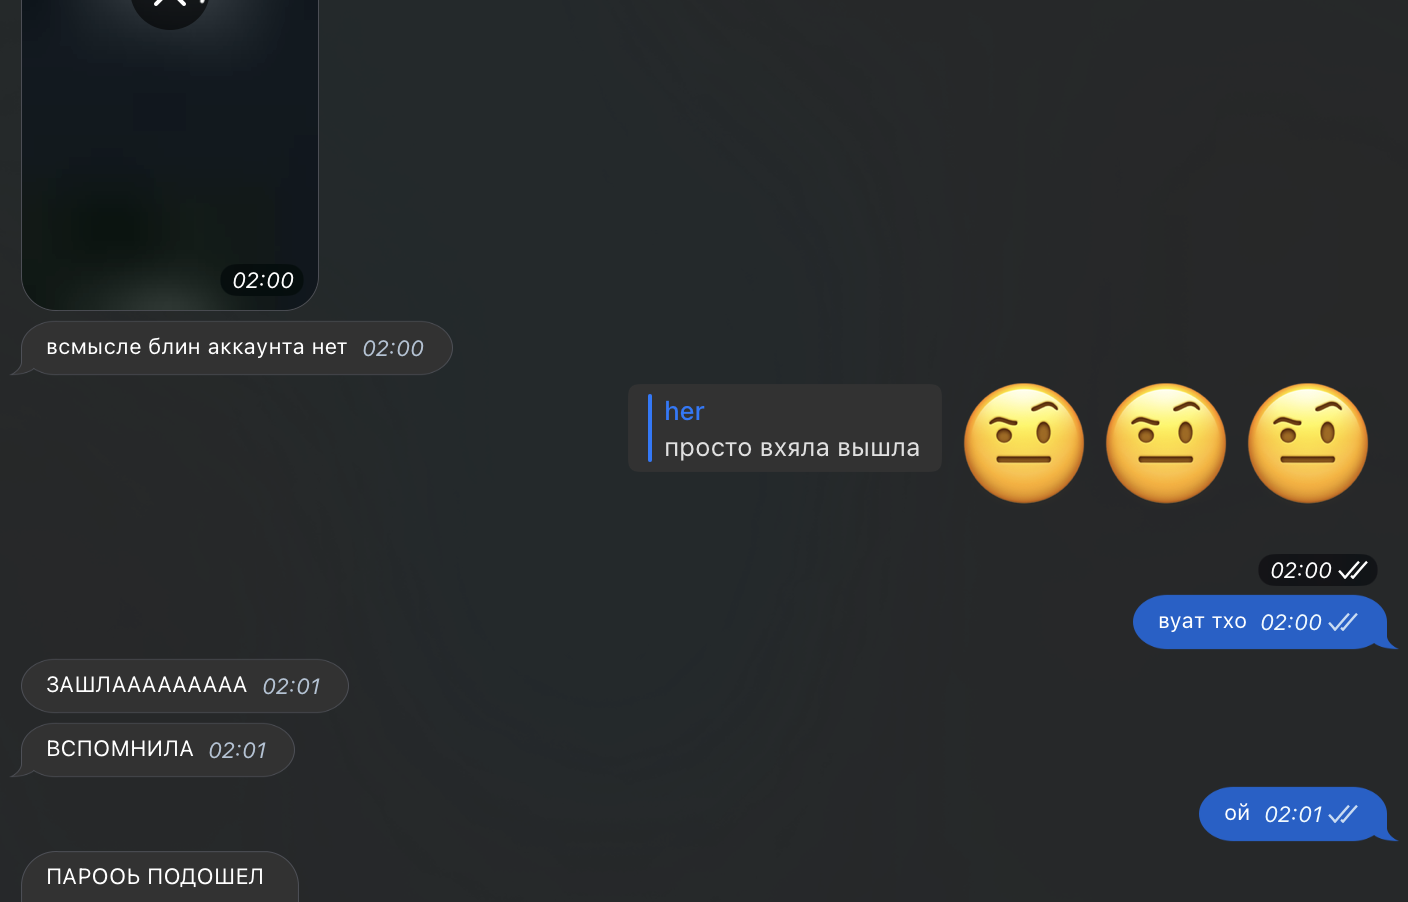 02:00
всмысле блин аккаунта нет 02:00
her
просто вхяла вышла
02:00
вуат тхо 02:00
ЗАШЛААААААААА 02:01
ВСПОМНИЛА 02:01
ой 02:01
ПАРООЬ ПОДОШЕЛ